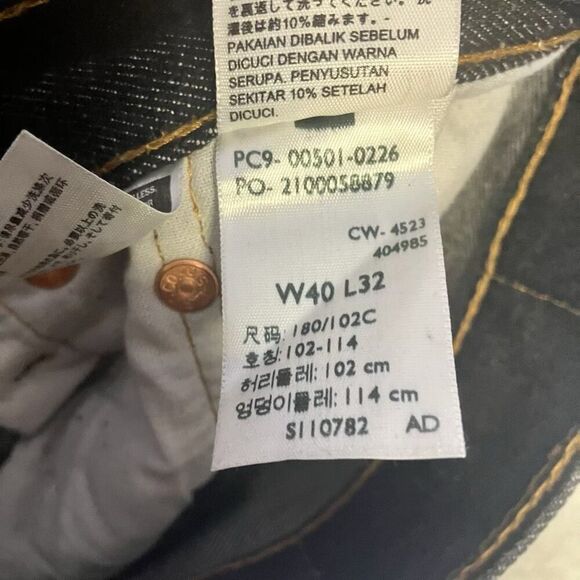 を裏返して洗ってください。洗
濯後は約10%縮みます。
PAKAIAN DIBALIK SEBELUM
DICUCI DENGAN WARNA
SERUPA. PENYUSUTAN
SEKITAR 10% SETELAH
DICUCI.
PC9- 00501-0226
PO- 2100058879
CW- 4523
404985
W40 L32
尺码: 180/102C
호칭: 102-114
허리둘레: 102 cm
엉덩이둘레: 114 cm
S110782 AD